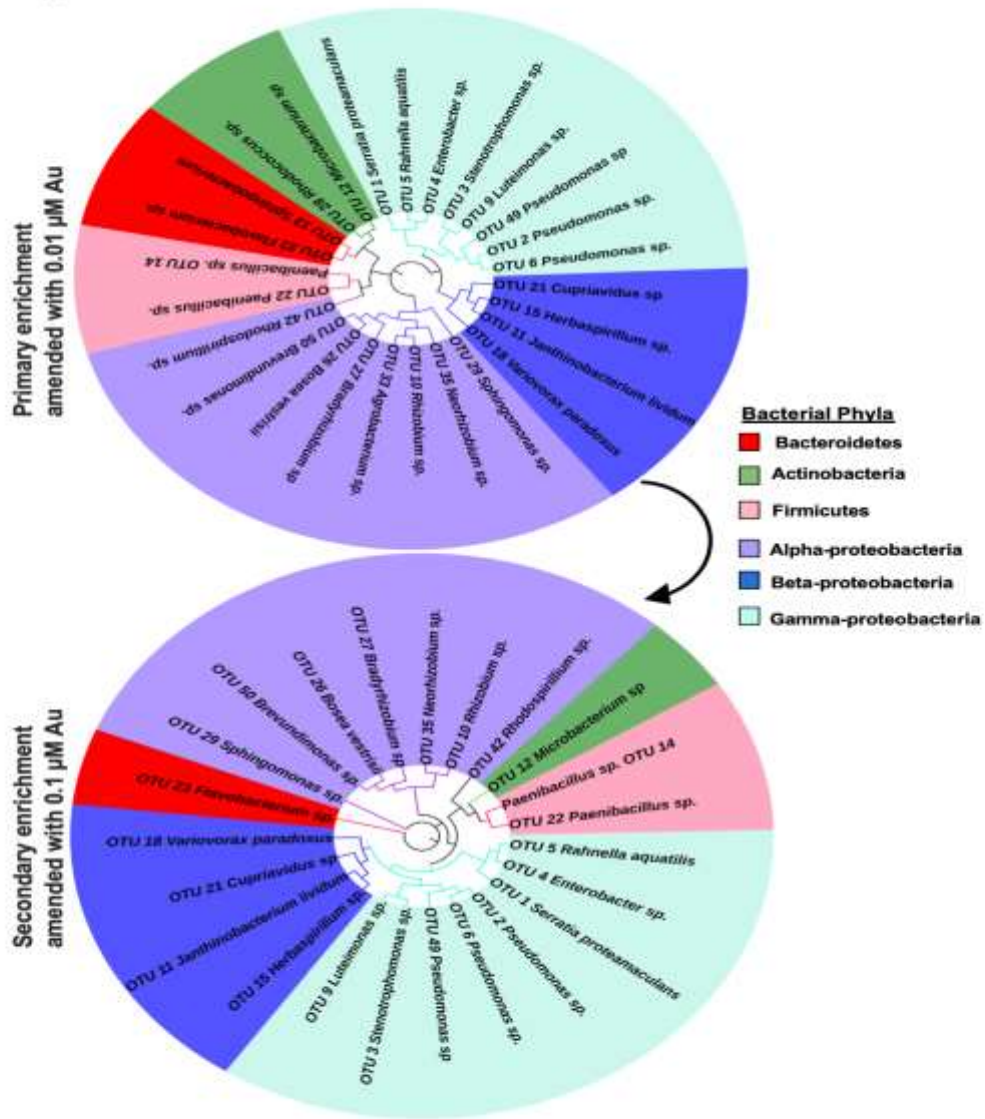 Primary enrichment
amended with 0.01 µM Au
OTU 1 Serratia proteamaculans
OTU 5 Rahnella aquatilis
OTU 4 Enterobacter sp.
OTU 3 Stenotrophomonas sp.
OTU 9 Luteimonas sp.
OTU 49 Pseudomonas sp
OTU 2 Pseudomonas sp.
OTU 6 Pseudomonas sp.
OTU 21 Cupriavidus sp
OTU 15 Herbaspirillum sp.
OTU 11 Janthinobacterium lividum
OTU 18 Variovorax paradoxus
OTU 29 Sphingomonas sp.
OTU 35 Neorhizobium sp.
OTU 10 Rhizobium sp.
OTU 33 Agrobacterium sp.
OTU 27 Bradyrhizobium sp
OTU 26 Bosea vestrisii
OTU 50 Brevundimonas sp.
OTU 42 Rhodospirillum sp.
OTU 22 Paenibacillus sp.
Paenibacillus sp. OTU 14
OTU 23 Flavobacterium sp.
OTU Sphingobacterium
OTU 28 Rhodococcus sp.
OTU 12 Microbacterium sp
Bacterial Phyla
Bacteroidetes
Actinobacteria
Firmicutes
Alpha-proteobacteria
Beta-proteobacteria
Gamma-proteobacteria
Secondary enrichment
amended with 0.1 µM Au
OTU 29 Sphingomonas sp.
OTU 50 Brevundimonas sp.
OTU 26 Bosea vestrisii
OTU 27 Bradyrhizobium sp
OTU 35 Neorhizobium sp.
OTU 10 Rhizobium sp.
OTU 42 Rhodospirillium sp.
OTU 12 Microbacterium sp
Paenibacillus sp. OTU 14
OTU 22 Paenibacillus sp.
OTU 5 Rahnella aquatilis
OTU 4 Enterobacter sp.
OTU 1 Serratia proteamaculans
OTU 2 Pseudomonas sp.
OTU 6 Pseudomonas sp.
OTU 49 Pseudomonas sp
OTU 3 Stenotrophomonas sp.
OTU 9 Luteimonas sp.
OTU 15 Herbaspirillum sp.
OTU 11 Janthinobacterium lividum
OTU 21 Cupriavidus sp
OTU 18 Variovorax paradoxus
OTU 23 Flavobacterium sp.